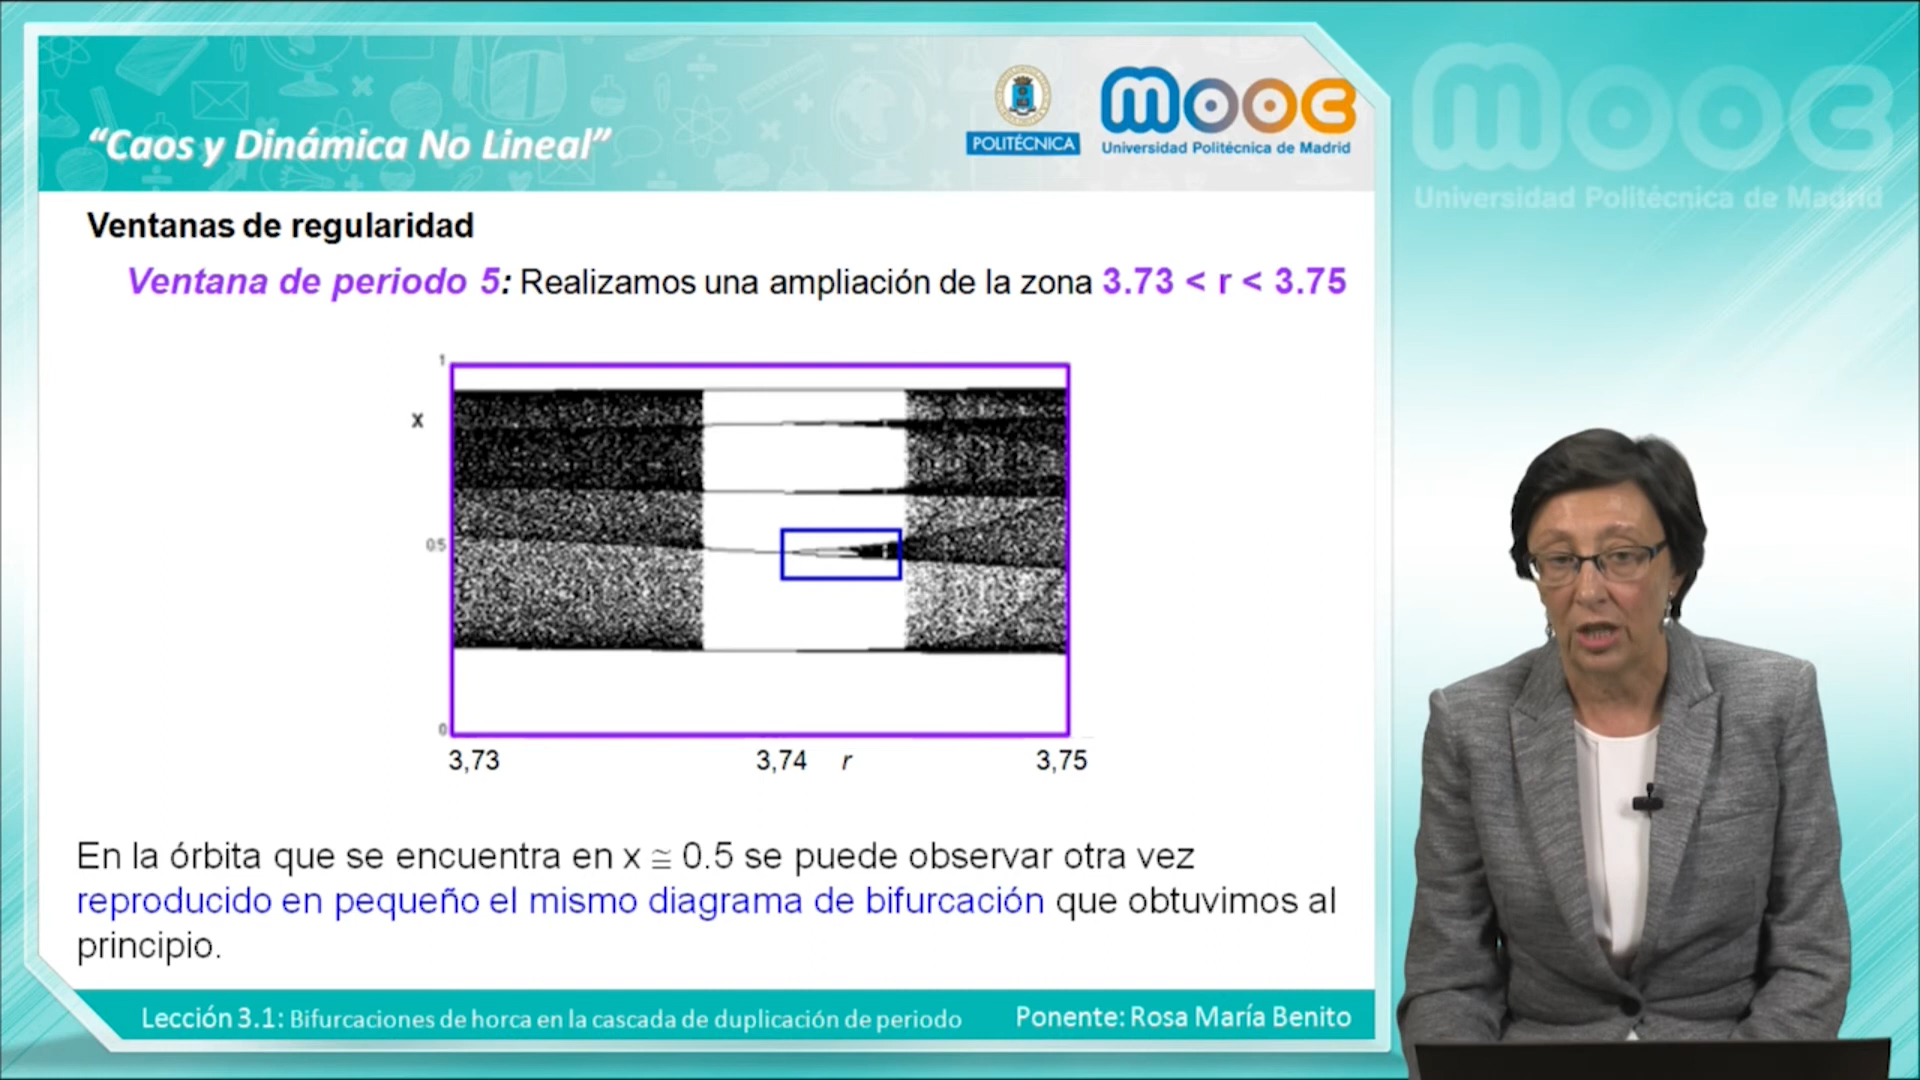 “Caos y Dinámica No Lineal”
POLITÉCNICA
mooc
Universidad Politécnica de Madrid
mooc
Universidad Politécnica de Madrid
Ventanas de regularidad
Ventana de periodo 5: Realizamos una ampliación de la zona 3.73 < r < 3.75
1
x
0.5
0
3,73 3,74 r 3,75
En la órbita que se encuentra en x ≅ 0.5 se puede observar otra vez
reproducido en pequeño el mismo diagrama de bifurcación que obtuvimos al
principio.
Lección 3.1: Bifurcaciones de horca en la cascada de duplicación de periodo Ponente: Rosa María Benito